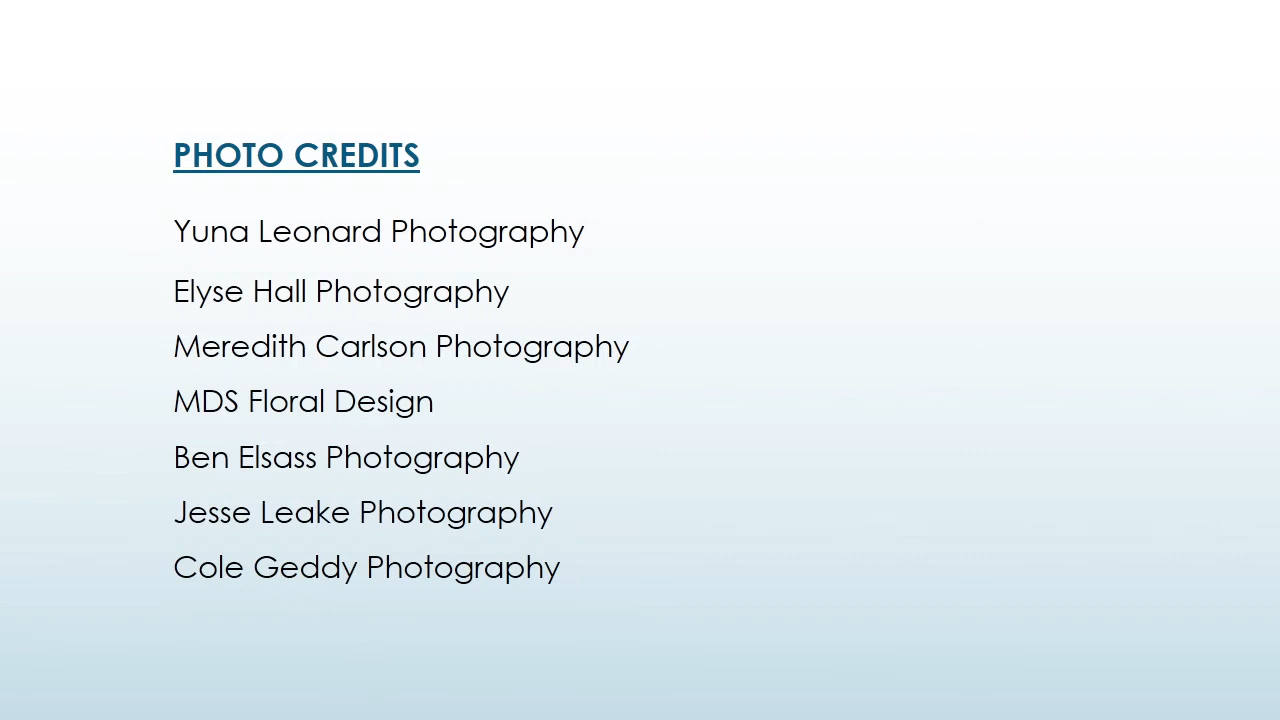 PHOTO CREDITS
Yuna Leonard Photography
Elyse Hall Photography
Meredith Carlson Photography
MDS Floral Design
Ben Elsass Photography
Jesse Leake Photography
Cole Geddy Photography